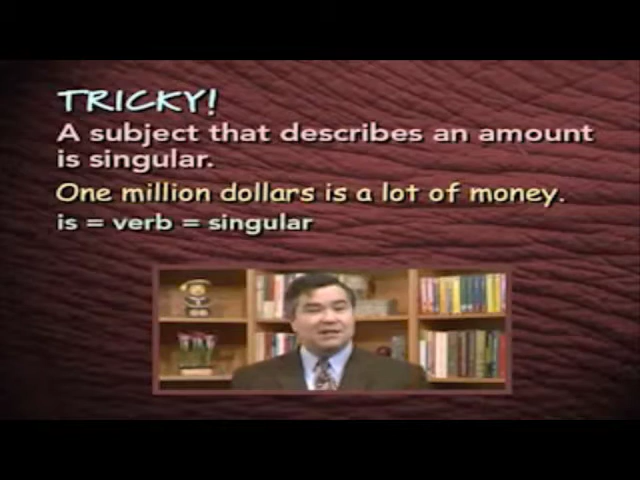 TRICKY!
A subject that describes an amount
is singular.
One million dollars is a lot of money.
is = verb = singular